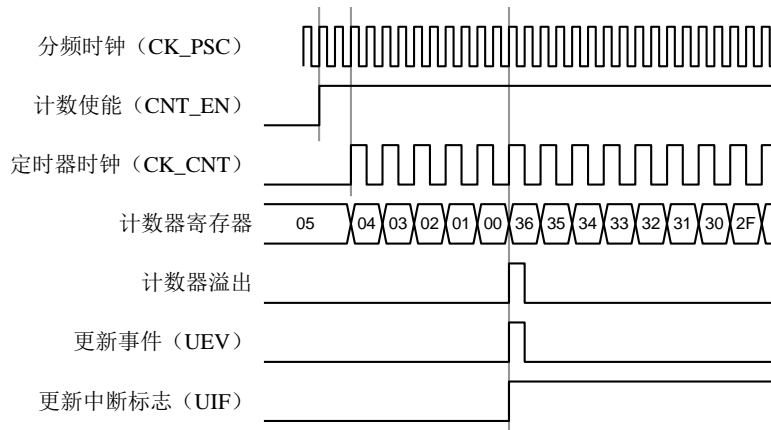 分频时钟（CK_PSC）
计数使能（CNT_EN）
定时器时钟（CK_CNT）
计数器寄存器 05 04 03 02 01 00 36 35 34 33 32 31 30 2F
计数器溢出
更新事件（UEV）
更新中断标志（UIF）